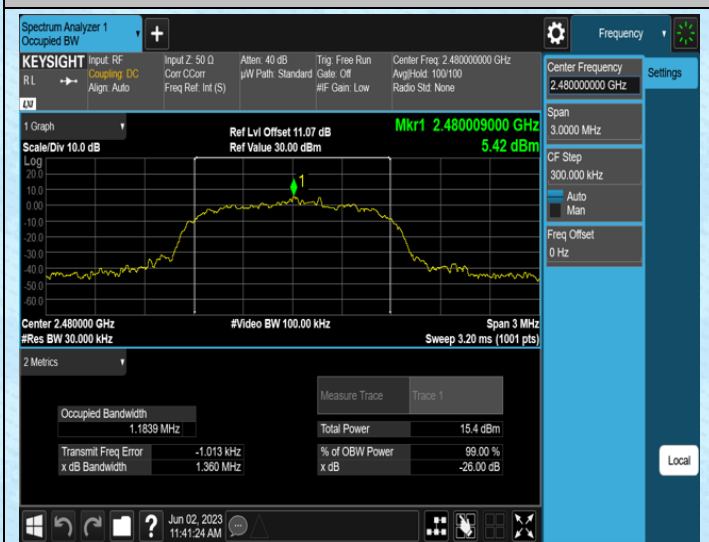 Spectrum Analyzer 1
Occupied BW
Frequency
KEYSIGHT
R L
LXI
Input: RF
Coupling: DC
Align: Auto
Input Z: 50 Ω
Corr CCorr
Freq Ref: Int (S)
Atten: 40 dB
µW Path: Standard
Trig: Free Run
Gate: Off
#IF Gain: Low
Center Freq: 2.480000000 GHz
Avg|Hold: 100/100
Radio Std: None
Center Frequency
2.480000000 GHz
Settings
Span
3.0000 MHz
CF Step
300.000 kHz
Auto
Man
Freq Offset
0 Hz
Local
1 Graph
Scale/Div 10.0 dB
Ref Lvl Offset 11.07 dB
Ref Value 30.00 dBm
Mkr1 2.480009000 GHz
5.42 dBm
Log
20.0
10.0
0.00
-10.0
-20.0
-30.0
-40.0
-50.0
-60.0
1
Center 2.480000 GHz
#Res BW 30.000 kHz
#Video BW 100.00 kHz
Span 3 MHz
Sweep 3.20 ms (1001 pts)
2 Metrics
Measure Trace
Trace 1
Occupied Bandwidth
1.1839 MHz
Total Power
15.4 dBm
Transmit Freq Error
-1.013 kHz
% of OBW Power
99.00 %
x dB Bandwidth
1.360 MHz
x dB
-26.00 dB
?
Jun 02, 2023
11:41:24 AM